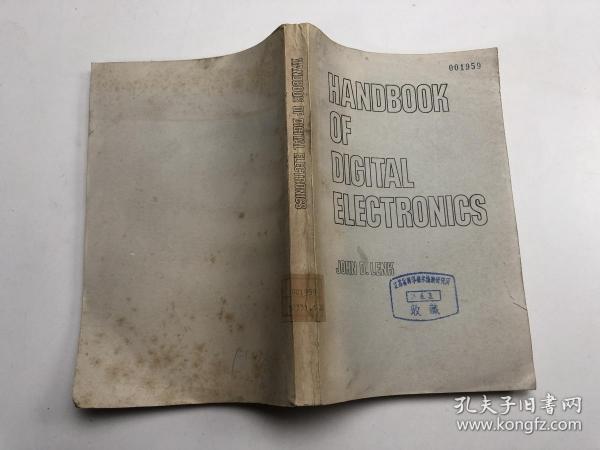 001959
HANDBOOK
OF
DIGITAL
ELECTRONICS
JOHN D. LENK
收藏
HANDBOOK OF DIGITAL ELECTRONICS
001959
孔夫子旧书网
www.kongfz.com